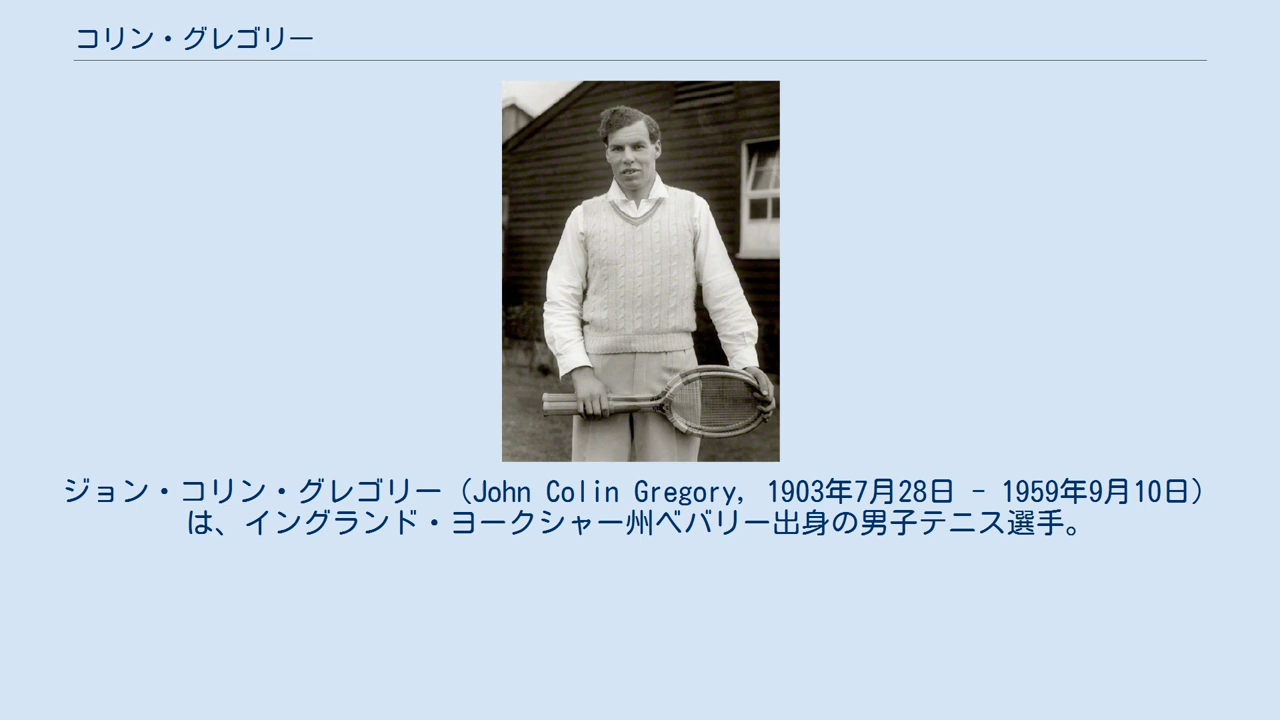 コリン・グレゴリー
ジョン・コリン・グレゴリー（John Colin Gregory, 1903年7月28日 - 1959年9月10日）
は、イングランド・ヨークシャー州ベバリー出身の男子テニス選手。